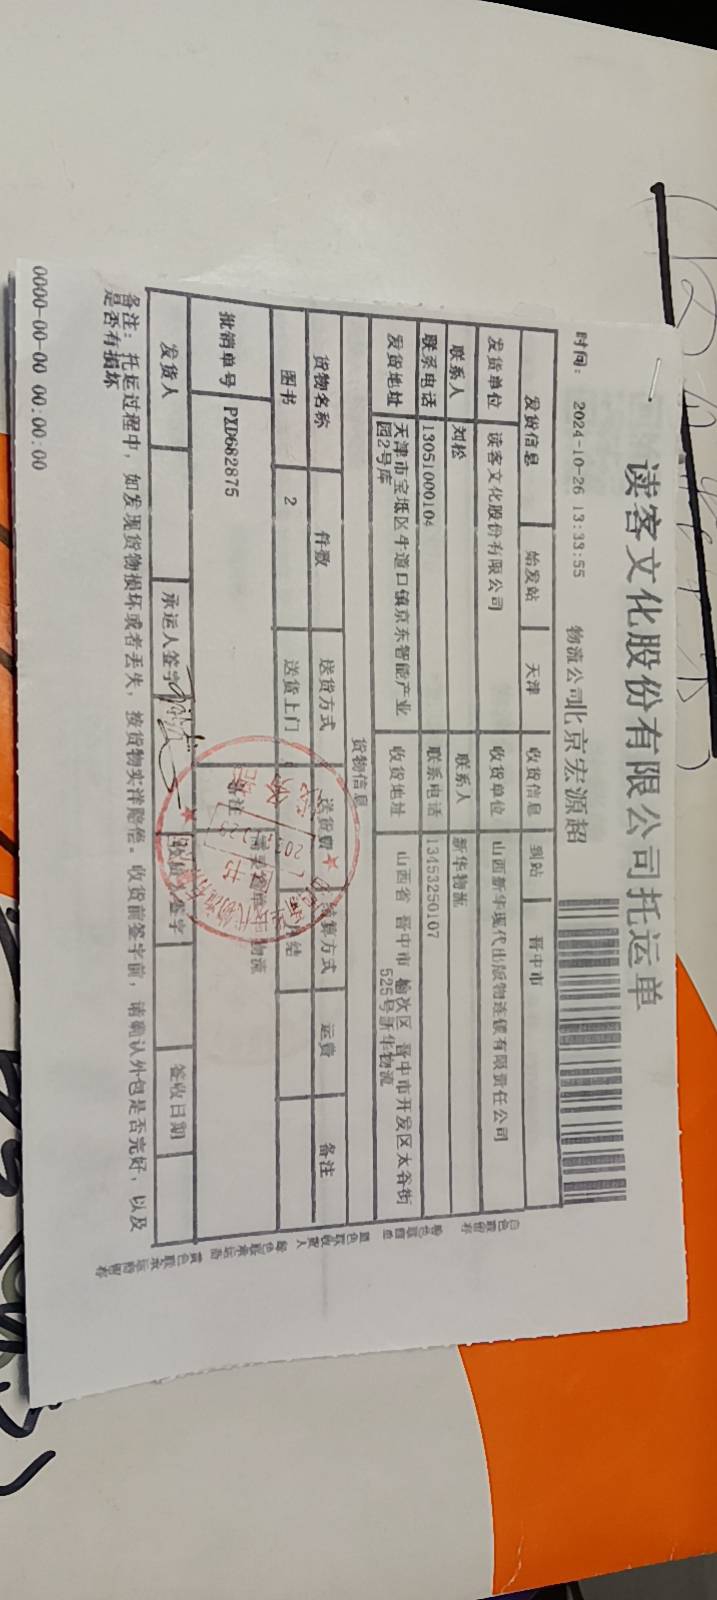 读客文化股份有限公司托运单
时间: 2024-10-26 13:33:55 物流公司北京宏源超
发货信息 始发站 天津 收货信息 到站 晋中市
发货单位 读客文化股份有限公司 收货单位 山西新华现代出版物连锁有限责任公司
联系人 刘松 联系人 新华物流
联系电话 13051000104 联系电话 13453250107
发货地址 天津市宝坻区牛道口镇京东智能产业园2号库 收货地址 山西省 晋中市 榆次区 晋中市开发区太谷街525号新华物流
货物信息
货物名称 件数 送货方式 送货费 结算方式 运费 备注
图书 2 送货上门 月结
批销单号 PXD682875 备注 物流
发货人 承运人签字 收货人签字 签收日期
备注: 托运过程中, 如发现货物损坏或者丢失, 按货物实洋赔偿。收货前签字前, 请确认外包是否完好, 以及
是否有损坏
0000-00-00 00:00:00